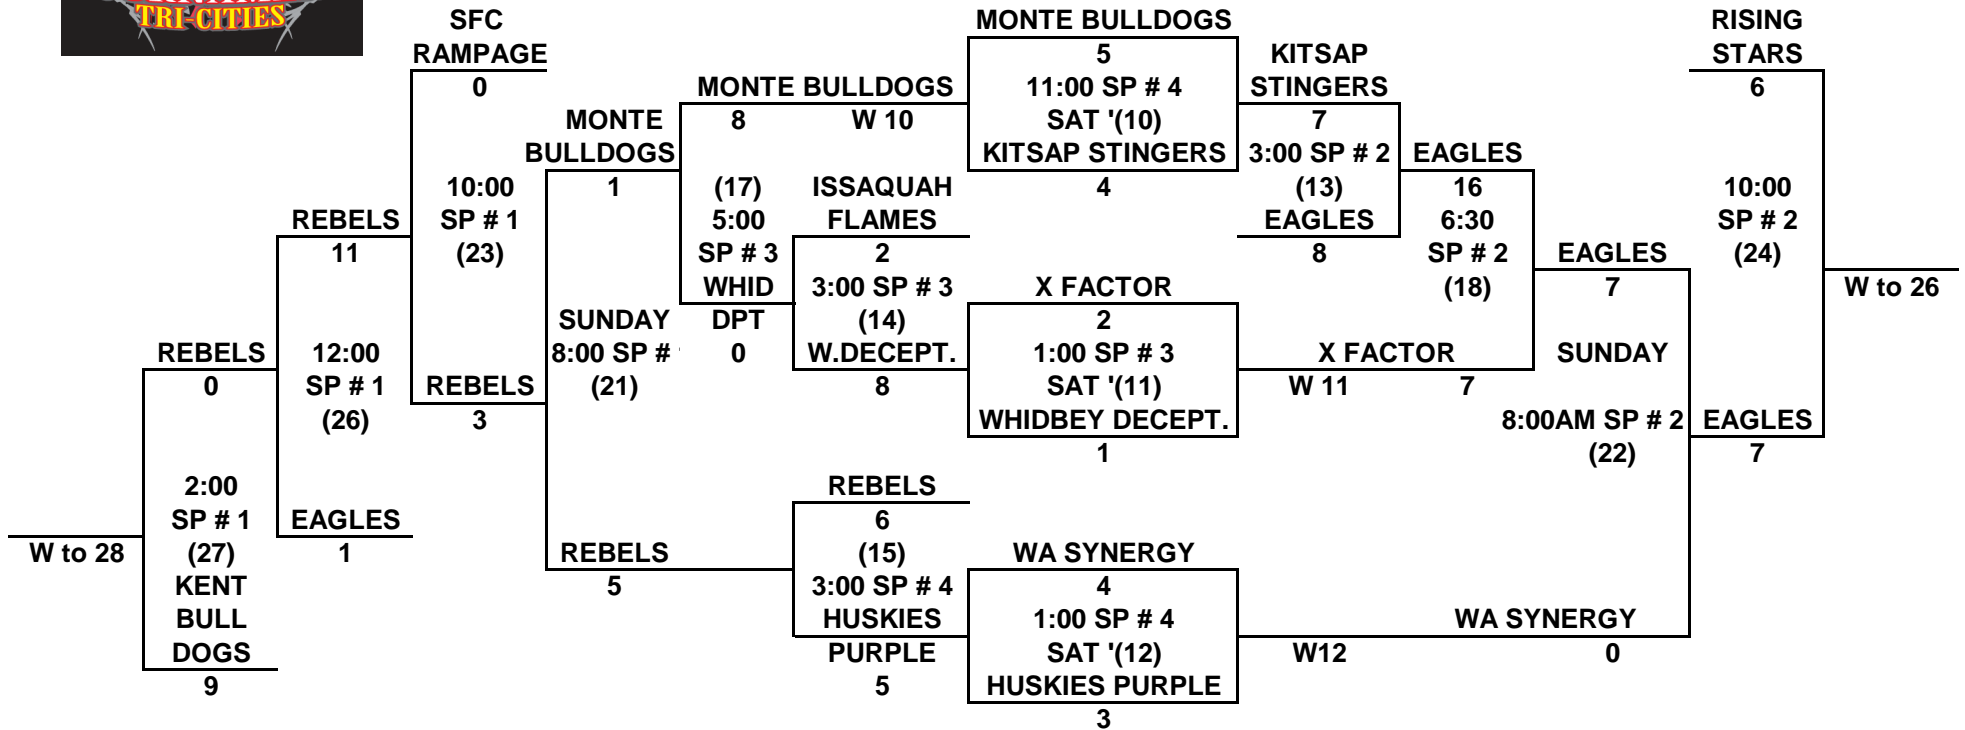 TRI-CITIES
SFC
RAMPAGE
0
10:00
SP # 1
(23)
REBELS
3
REBELS
11
12:00
SP # 1
(26)
EAGLES
1
REBELS
0
2:00
SP # 1
(27)
KENT
BULL
DOGS
9
W to 28
MONTE
BULLDOGS
1
SUNDAY
8:00 SP #
(21)
REBELS
5
MONTE BULLDOGS
8
W 10
(17)
5:00
SP # 3
WHID
DPT
0
ISSAQUAH
FLAMES
2
3:00 SP # 3
(14)
W.DECEPT.
8
REBELS
6
(15)
3:00 SP # 4
HUSKIES
PURPLE
5
MONTE BULLDOGS
5
11:00 SP # 4
SAT '(10)
KITSAP STINGERS
4
X FACTOR
2
1:00 SP # 3
SAT '(11)
WHIDBEY DECEPT.
1
WA SYNERGY
4
1:00 SP # 4
SAT '(12)
HUSKIES PURPLE
3
KITSAP
STINGERS
7
3:00 SP # 2
(13)
EAGLES
8
X FACTOR
W 11
7
W12
WA SYNERGY
0
EAGLES
16
6:30
SP # 2
(18)
EAGLES
7
SUNDAY
8:00AM SP # 2
(22)
RISING
STARS
6
10:00
SP # 2
(24)
EAGLES
7
W to 26